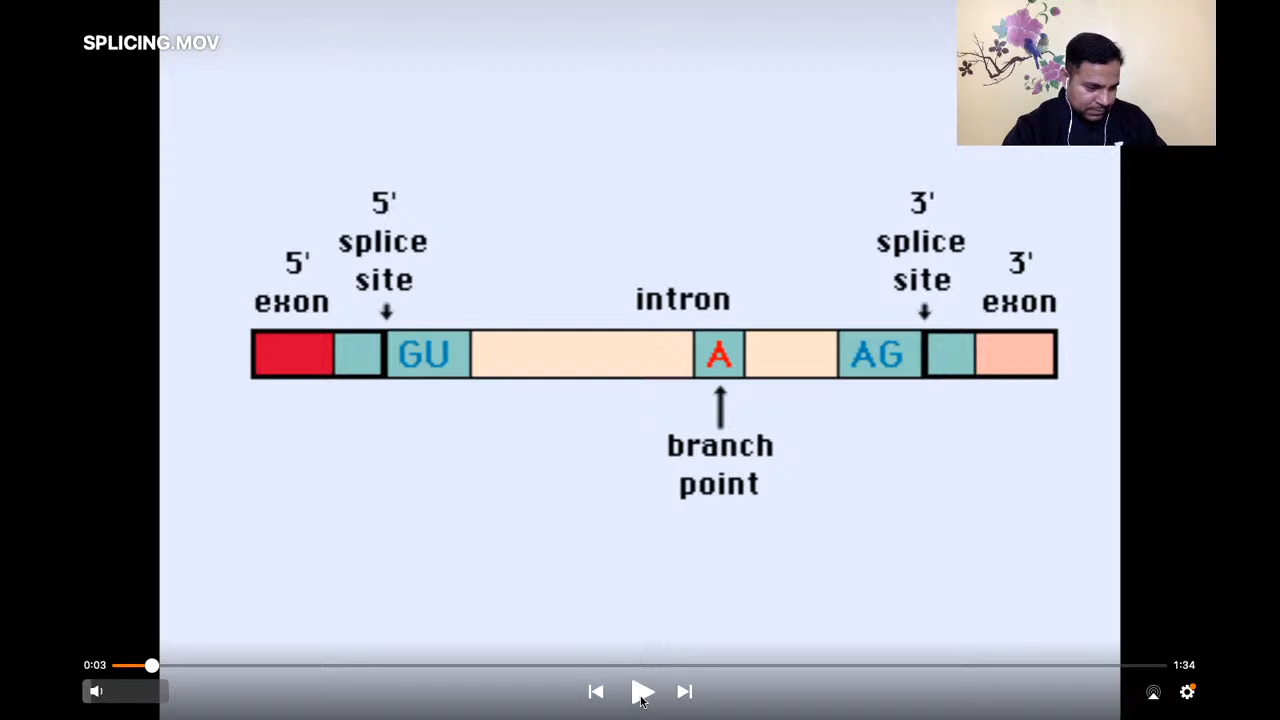 SPLICING.MOV
5'
splice
site
5'
exon
intron
3'
splice
site
3'
exon
GU
A
AG
branch
point
0:03
1:34